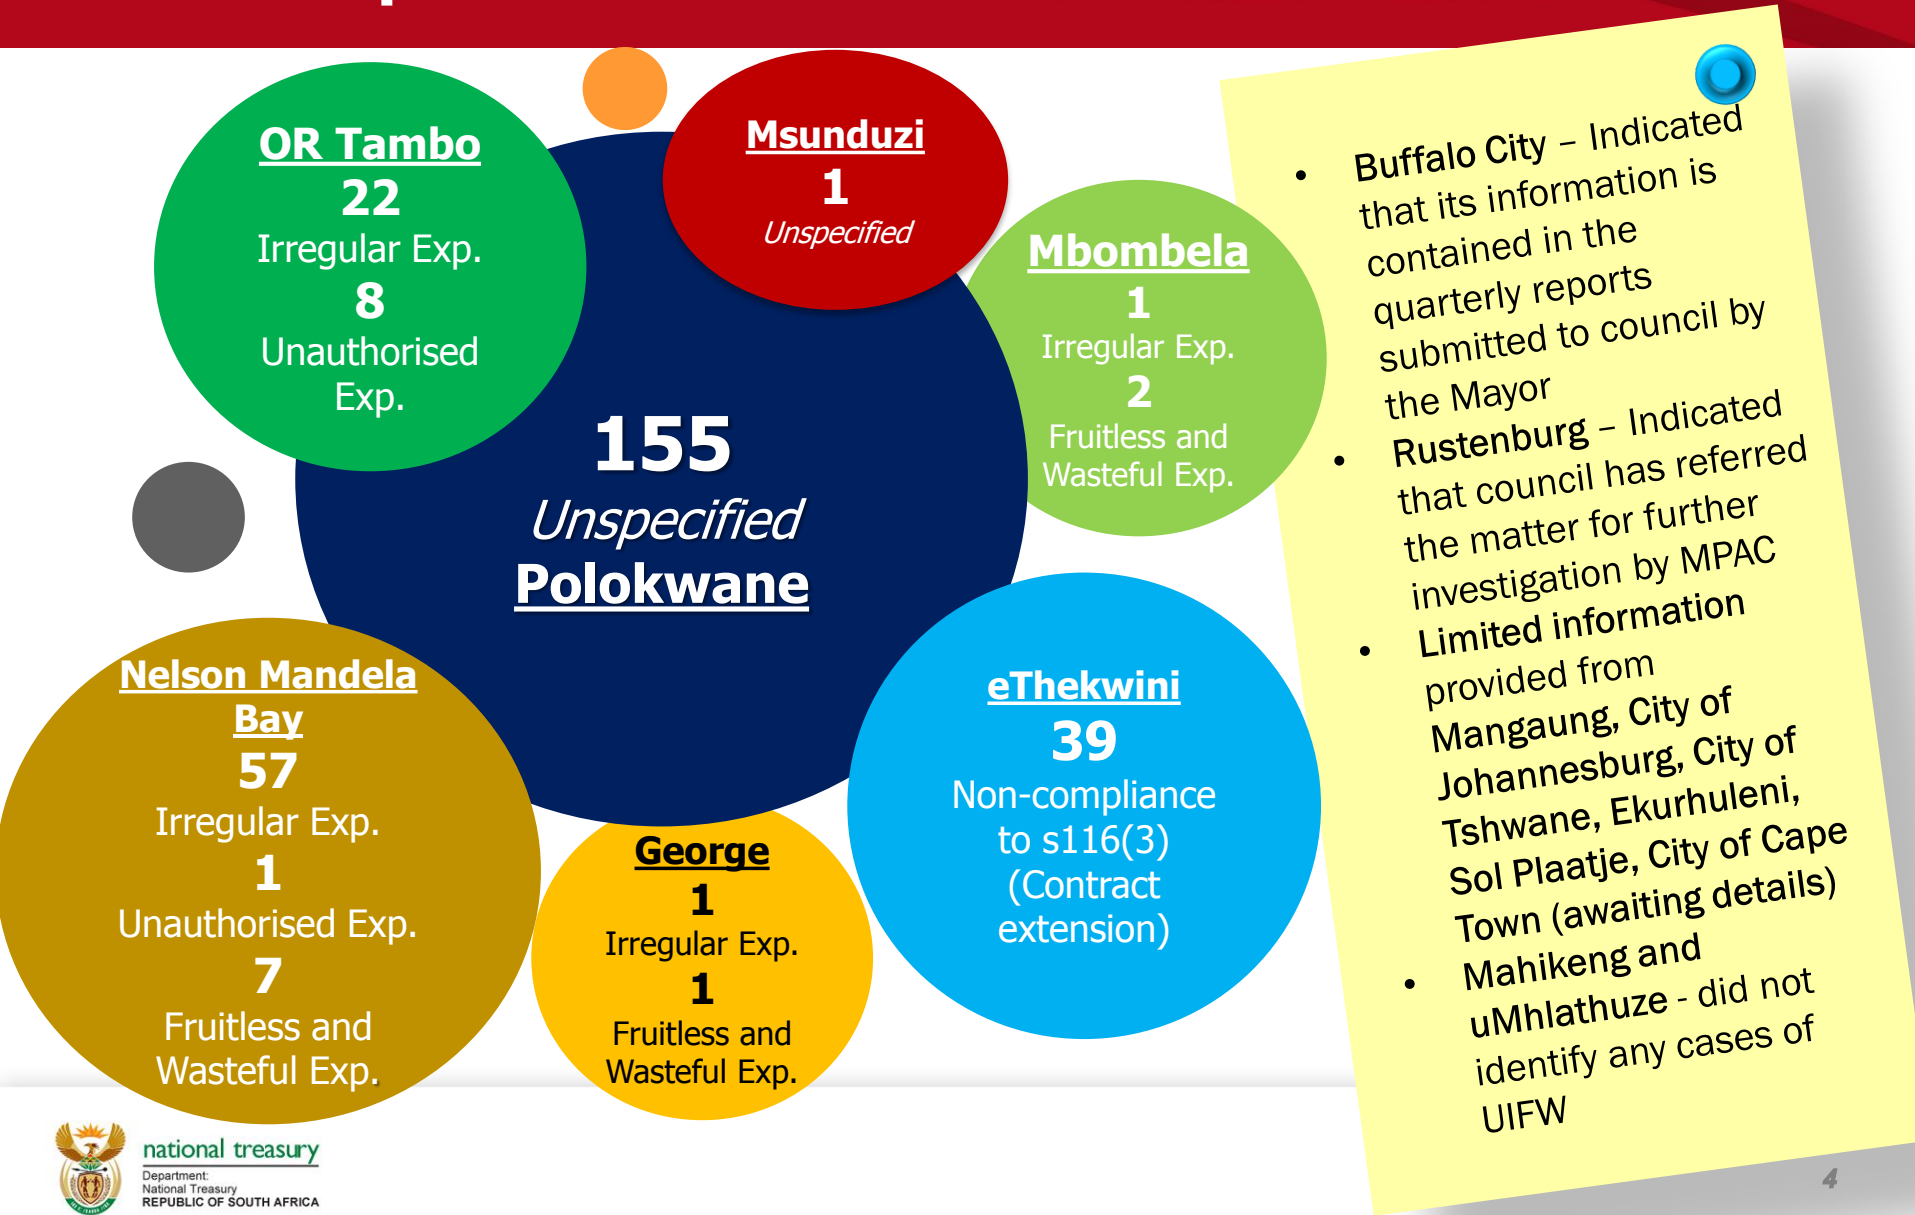 OR Tambo
22
Irregular Exp.
8
Unauthorised
Exp.
Msunduzi
1
Unspecified
Mbombela
1
Irregular Exp.
2
Fruitless and
Wasteful Exp.
155
Unspecified
Polokwane
Nelson Mandela
Bay
57
Irregular Exp.
1
Unauthorised Exp.
7
Fruitless and
Wasteful Exp.
George
1
Irregular Exp.
1
Fruitless and
Wasteful Exp.
eThekwini
39
Non-compliance
to s116(3)
(Contract
extension)
• Buffalo City – Indicated
that its information is
contained in the
quarterly reports
submitted to council by
the Mayor
• Rustenburg – Indicated
that council has referred
the matter for further
investigation by MPAC
• Limited information
provided from
Mangaung, City of
Johannesburg, City of
Tshwane, Ekurhuleni,
Sol Plaatje, City of Cape
Town (awaiting details)
• Mahikeng and
uMhlathuze - did not
identify any cases of
UIFW
national treasury
Department:
National Treasury
REPUBLIC OF SOUTH AFRICA
4